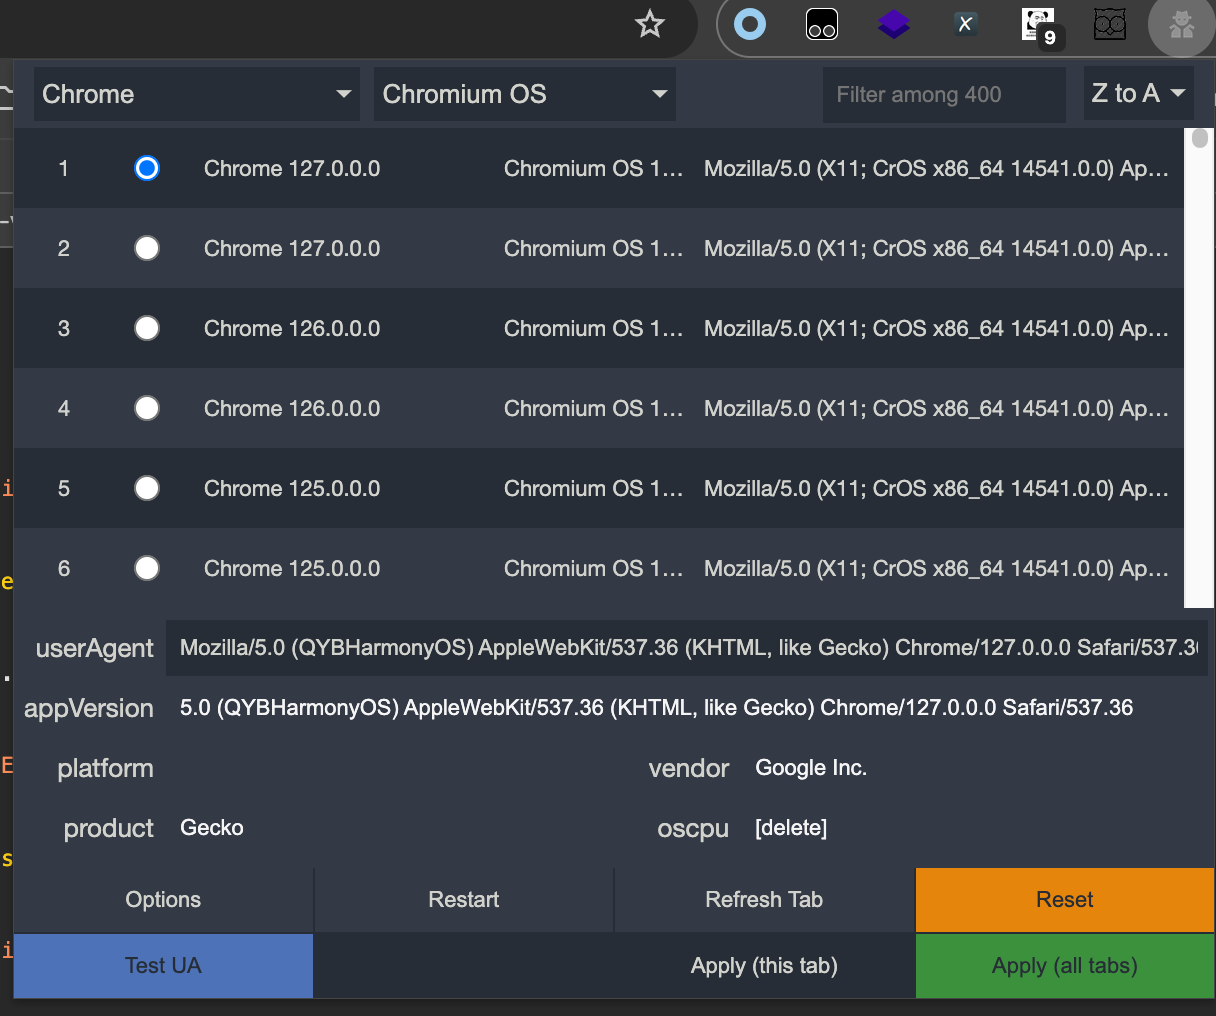 9
Chrome Chromium OS Filter among 400 Z to A
1 Chrome 127.0.0.0 Chromium OS 1... Mozilla/5.0 (X11; CrOS x86_64 14541.0.0) Ap...
2 Chrome 127.0.0.0 Chromium OS 1... Mozilla/5.0 (X11; CrOS x86_64 14541.0.0) Ap...
3 Chrome 126.0.0.0 Chromium OS 1... Mozilla/5.0 (X11; CrOS x86_64 14541.0.0) Ap...
4 Chrome 126.0.0.0 Chromium OS 1... Mozilla/5.0 (X11; CrOS x86_64 14541.0.0) Ap...
5 Chrome 125.0.0.0 Chromium OS 1... Mozilla/5.0 (X11; CrOS x86_64 14541.0.0) Ap...
6 Chrome 125.0.0.0 Chromium OS 1... Mozilla/5.0 (X11; CrOS x86_64 14541.0.0) Ap...
userAgent Mozilla/5.0 (QYBHarmonyOS) AppleWebKit/537.36 (KHTML, like Gecko) Chrome/127.0.0.0 Safari/537.3
appVersion 5.0 (QYBHarmonyOS) AppleWebKit/537.36 (KHTML, like Gecko) Chrome/127.0.0.0 Safari/537.36
platform vendor Google Inc.
product Gecko oscpu [delete]
Options Restart Refresh Tab Reset
Test UA Apply (this tab) Apply (all tabs)